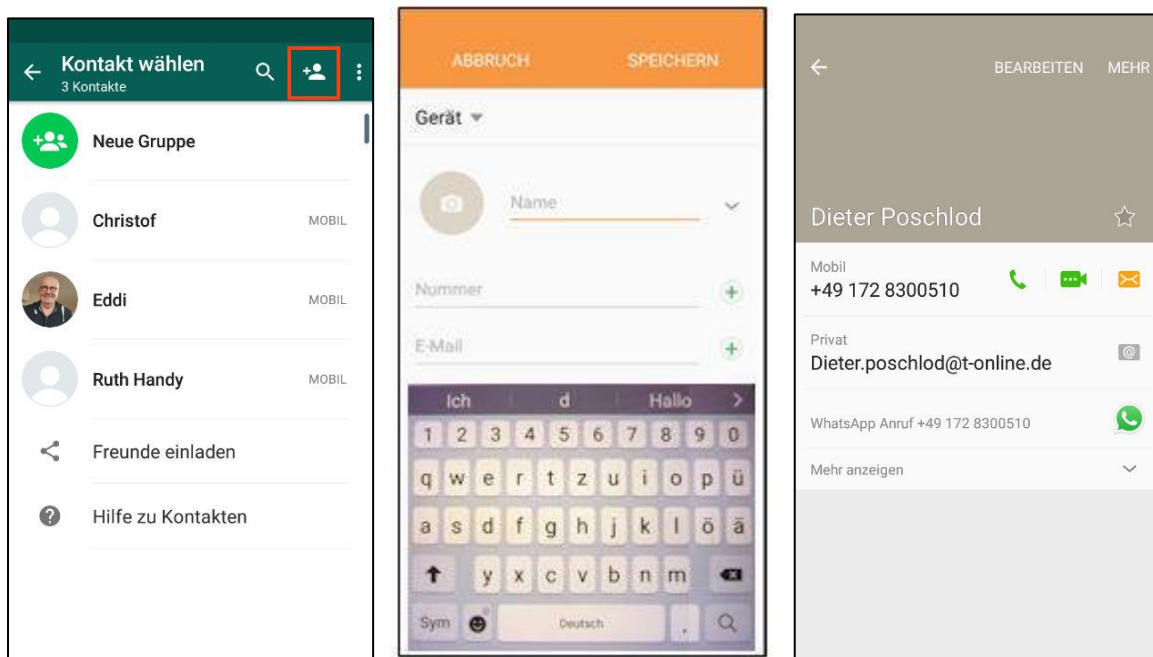 Kontakt wählen
3 Kontakte
Neue Gruppe
Christof MOBIL
Eddi MOBIL
Ruth Handy MOBIL
Freunde einladen
Hilfe zu Kontakten
ABBRUCH SPEICHERN
Gerät
Name
Nummer
E-Mail
Ich d Hallo >
1 2 3 4 5 6 7 8 9 0
q w e r t z u i o p ü
a s d f g h j k l ö ä
y x c v b n m
Sym Deutsch .
BEARBEITEN MEHR
Dieter Poschlod
Mobil
+49 172 8300510
Privat
Dieter.poschlod@t-online.de
WhatsApp Anruf +49 172 8300510
Mehr anzeigen